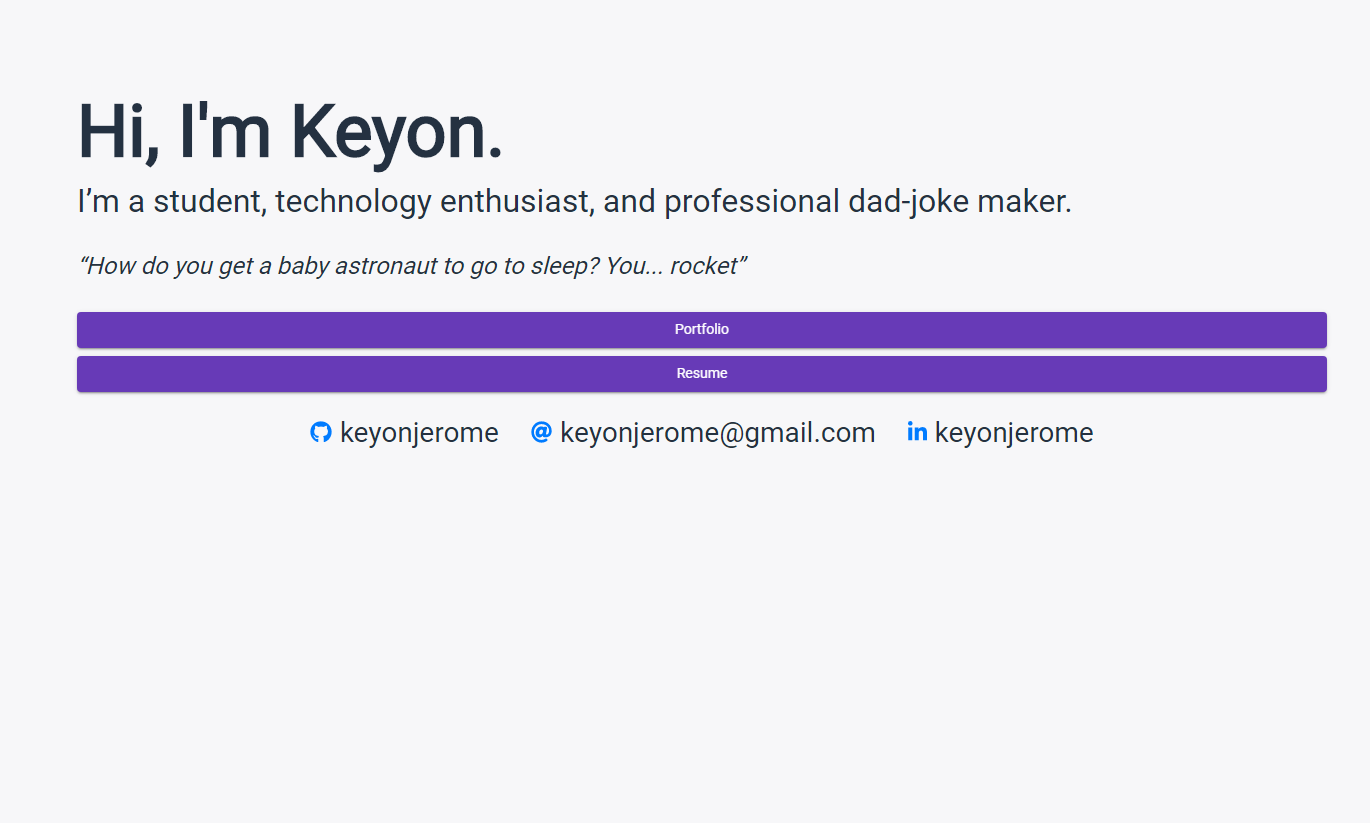 Hi, I'm Keyon.
I’m a student, technology enthusiast, and professional dad-joke maker.
“How do you get a baby astronaut to go to sleep? You... rocket”
Portfolio
Resume
keyonjerome keyonjerome@gmail.com keyonjerome